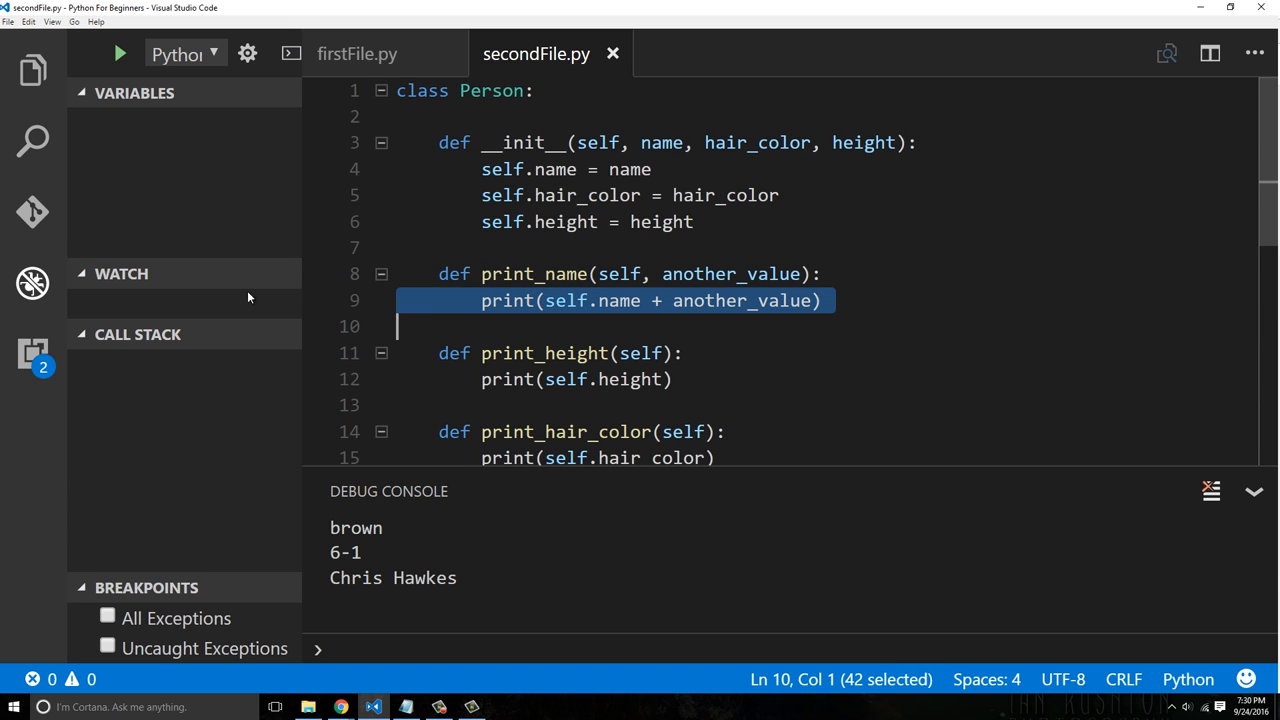 secondFile.py - Python For Beginners - Visual Studio Code
File Edit View Go Help
Python firstFile.py secondFile.py
VARIABLES
WATCH
CALL STACK
BREAKPOINTS
All Exceptions
Uncaught Exceptions
2
1 class Person:
2
3 def __init__(self, name, hair_color, height):
4 self.name = name
5 self.hair_color = hair_color
6 self.height = height
7
8 def print_name(self, another_value):
9 print(self.name + another_value)
10
11 def print_height(self):
12 print(self.height)
13
14 def print_hair_color(self):
15 print(self.hair_color)
DEBUG CONSOLE
brown
6-1
Chris Hawkes
0 0 Ln 10, Col 1 (42 selected) Spaces: 4 UTF-8 CRLF Python
I'm Cortana. Ask me anything.
7:30 PM
9/24/2016